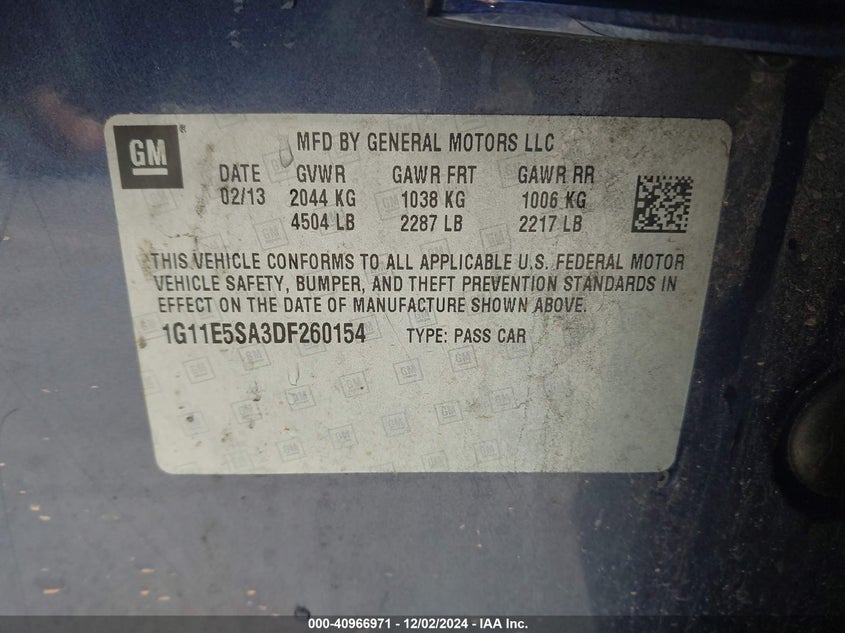 GM ®
MFD BY GENERAL MOTORS LLC
DATE GVWR GAWR FRT GAWR RR
02/13 2044 KG 1038 KG 1006 KG
4504 LB 2287 LB 2217 LB
THIS VEHICLE CONFORMS TO ALL APPLICABLE U.S. FEDERAL MOTOR
VEHICLE SAFETY, BUMPER, AND THEFT PREVENTION STANDARDS IN
EFFECT ON THE DATE OF MANUFACTURE SHOWN ABOVE.
1G11E5SA3DF260154 TYPE: PASS CAR
000-40966971 - 12/02/2024 - IAA Inc.